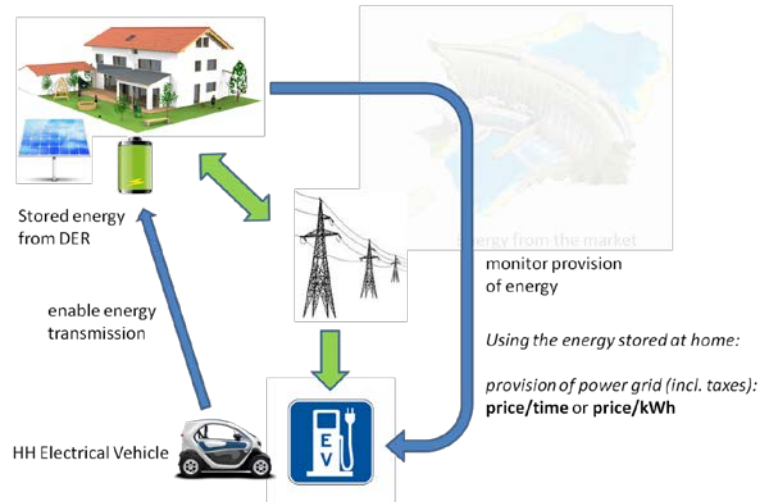 Stored energy
from DER
Energy from the market
monitor provision
of energy
enable energy
transmission
Using the energy stored at home:
provision of power grid (incl. taxes):
price/time or price/kWh
HH Electrical Vehicle
E
V